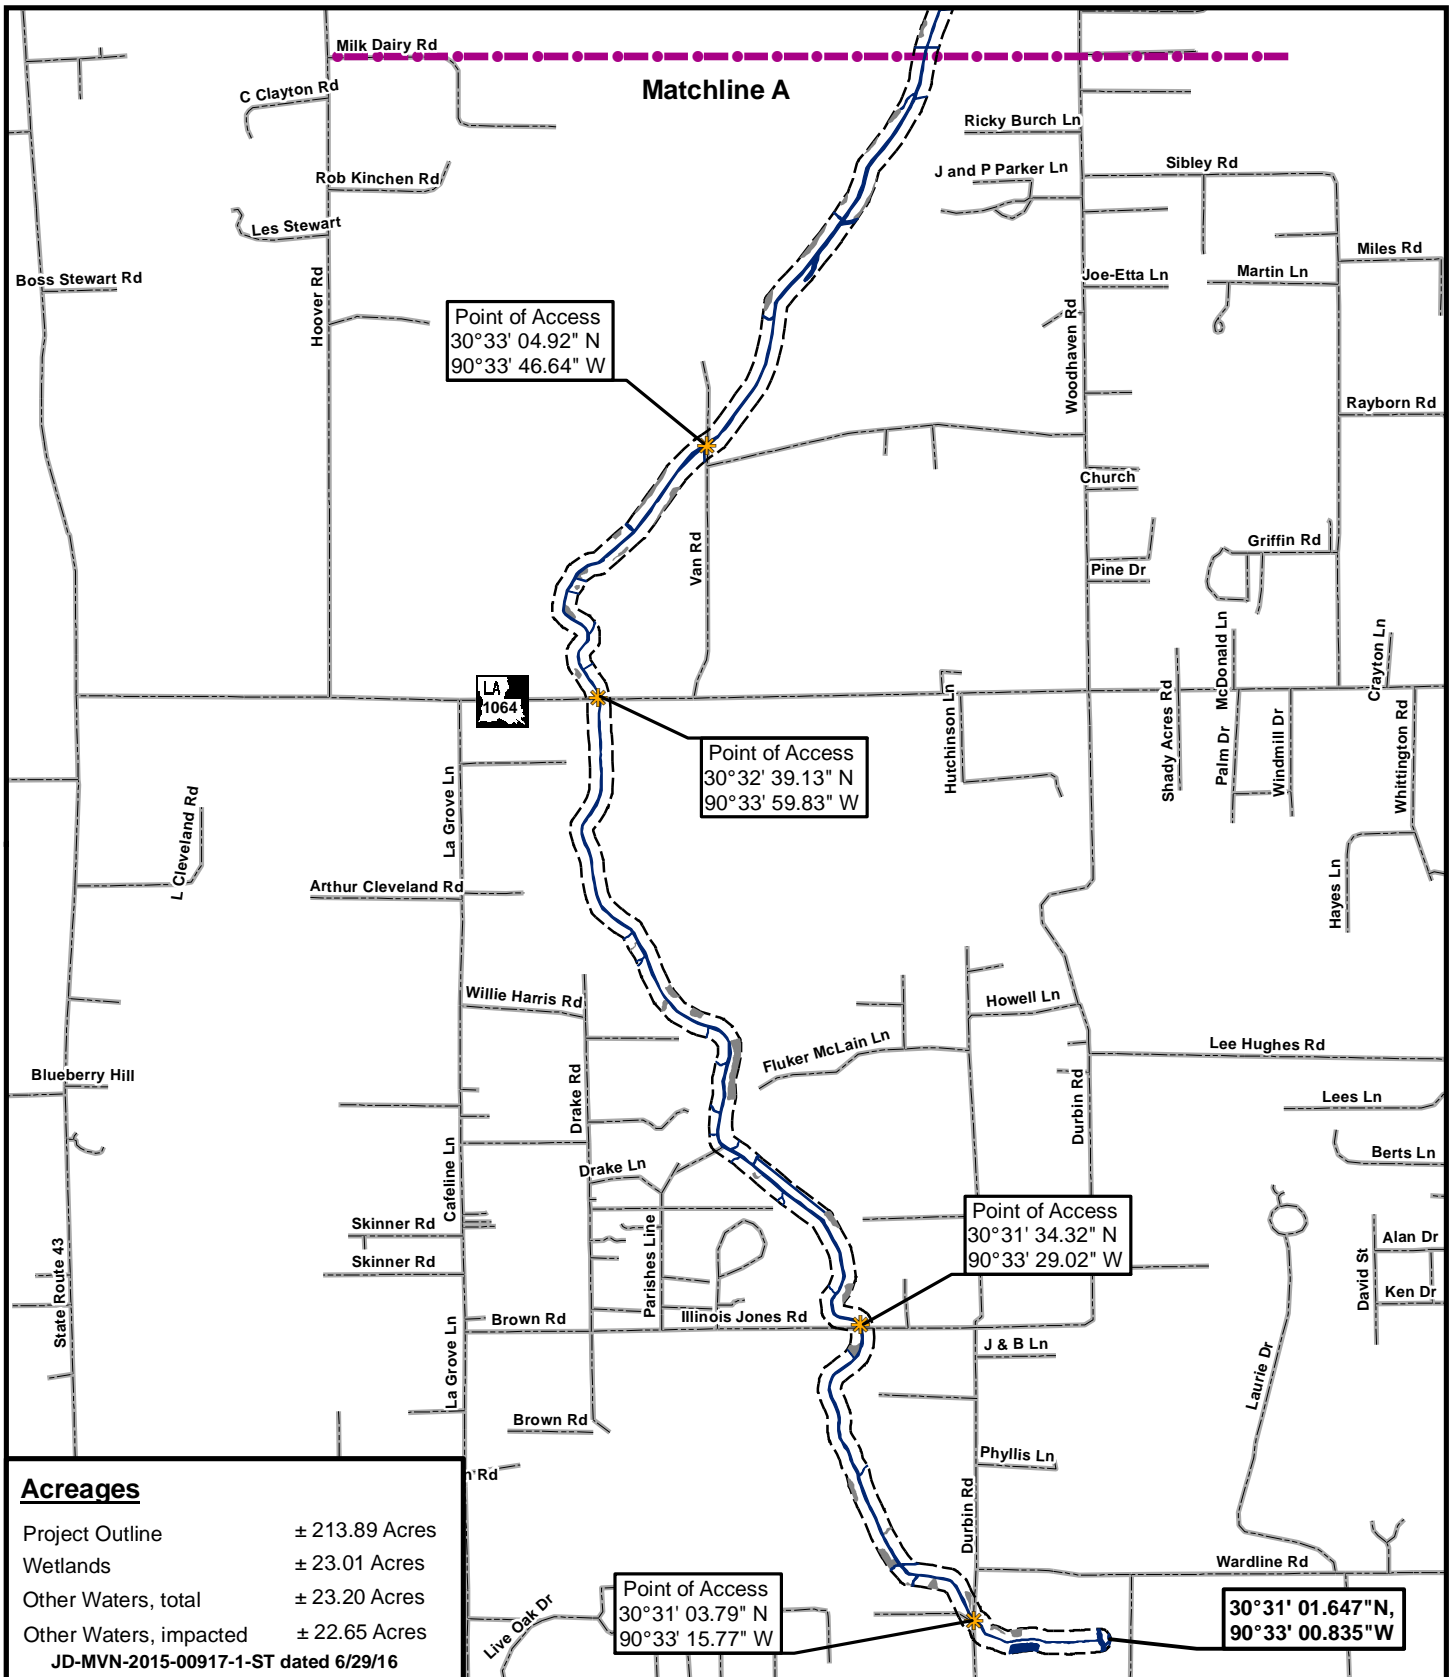 Milk Dairy Rd
Matchline A
C Clayton Rd
Ricky Burch Ln
J and P Parker Ln
Sibley Rd
Rob Kinchen Rd
Les Stewart
Miles Rd
Boss Stewart Rd
Hoover Rd
Joe-Etta Ln
Martin Ln
Point of Access
30°33' 04.92" N
90°33' 46.64" W
Woodhaven Rd
Rayborn Rd
Church
Van Rd
Griffin Rd
Pine Dr
McDonald Ln
Crayton Ln
LA
1064
Point of Access
30°32' 39.13" N
90°33' 59.83" W
Hutchinson Ln
Shady Acres Rd
Palm Dr
Windmill Dr
Whittington Rd
La Grove Ln
L Cleveland Rd
Arthur Cleveland Rd
Hayes Ln
Willie Harris Rd
Howell Ln
Fluker McLain Ln
Lee Hughes Rd
Blueberry Hill
Drake Rd
Durbin Rd
Lees Ln
Berts Ln
Cafeline Ln
Drake Ln
Skinner Rd
Skinner Rd
Point of Access
30°31' 34.32" N
90°33' 29.02" W
State Route 43
Parishes Line
Alan Dr
David St
Ken Dr
La Grove Ln
Brown Rd
Illinois Jones Rd
J & B Ln
Laurie Dr
Brown Rd
Phyllis Ln
n Rd
Durbin Rd
Wardline Rd
Live Oak Dr
Point of Access
30°31' 03.79" N
90°33' 15.77" W
30°31' 01.647"N,
90°33' 00.835"W
Acreages
Project Outline ± 213.89 Acres
Wetlands ± 23.01 Acres
Other Waters, total ± 23.20 Acres
Other Waters, impacted ± 22.65 Acres
JD-MVN-2015-00917-1-ST dated 6/29/16